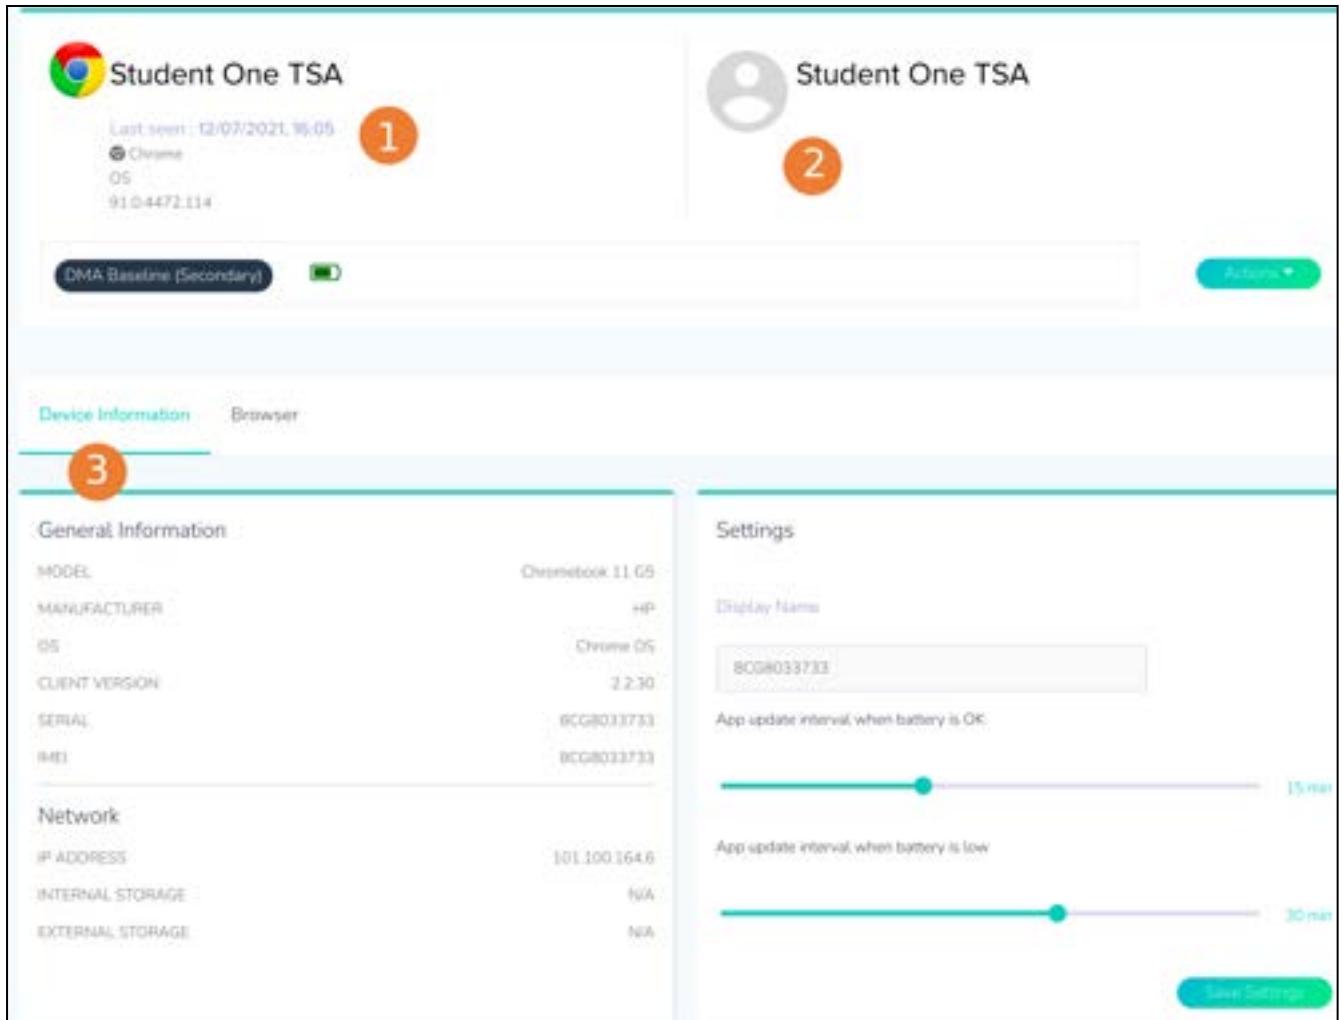 Student One TSA
Last seen : 12/07/2021, 16:05
Chrome
OS
91.0.4472.114
1
Student One TSA
2
DMA Baseline (Secondary)
Actions
Device Information
Browser
3
General Information
MODEL Chromebook 11 G5
MANUFACTURER HP
OS Chrome OS
CLIENT VERSION 2.2.30
SERIAL 8CG8033733
IMEI 8CG8033733
Network
IP ADDRESS 101.100.164.6
INTERNAL STORAGE N/A
EXTERNAL STORAGE N/A
Settings
Display Name
8CG8033733
App update interval when battery is OK
15 min
App update interval when battery is low
30 min
Save Settings